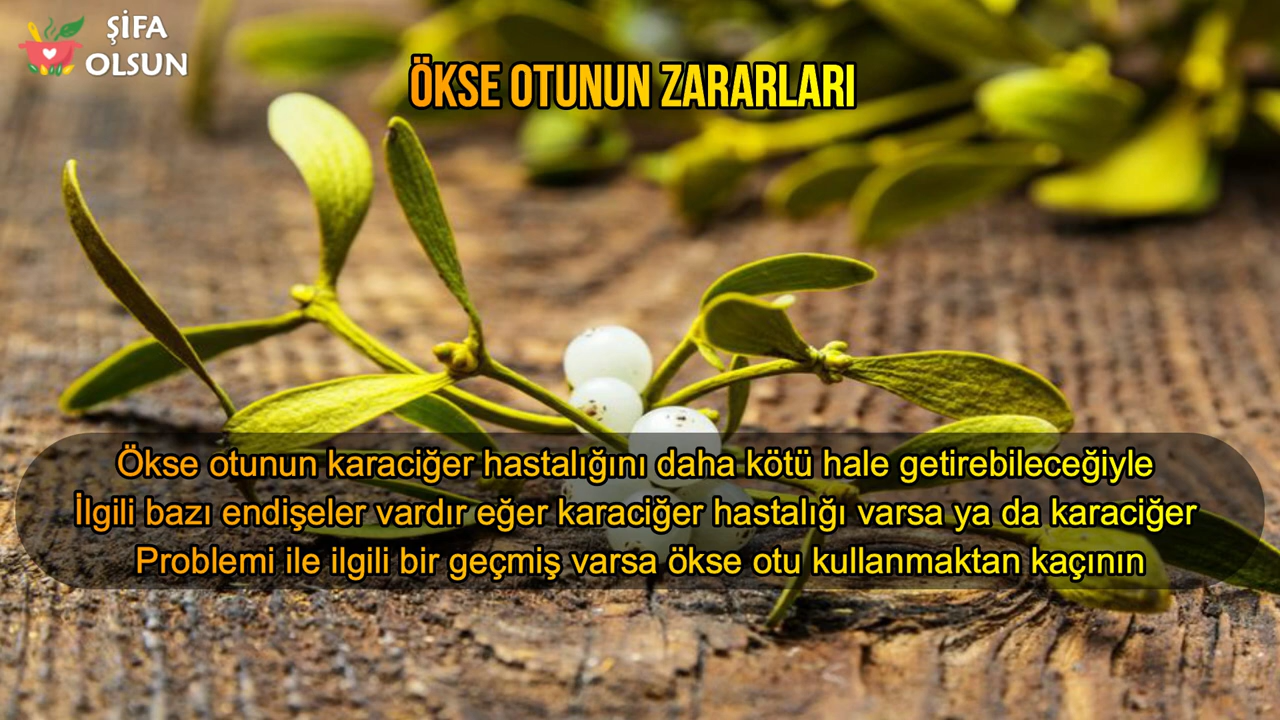 ŞİFA
OLSUN
ÖKSE OTUNUN ZARARLARI
Ökse otunun karaciğer hastalığını daha kötü hale getirebileceğiyle
İlgili bazı endişeler vardır eğer karaciğer hastalığı varsa ya da karaciğer
Problemi ile ilgili bir geçmiş varsa ökse otu kullanmaktan kaçının